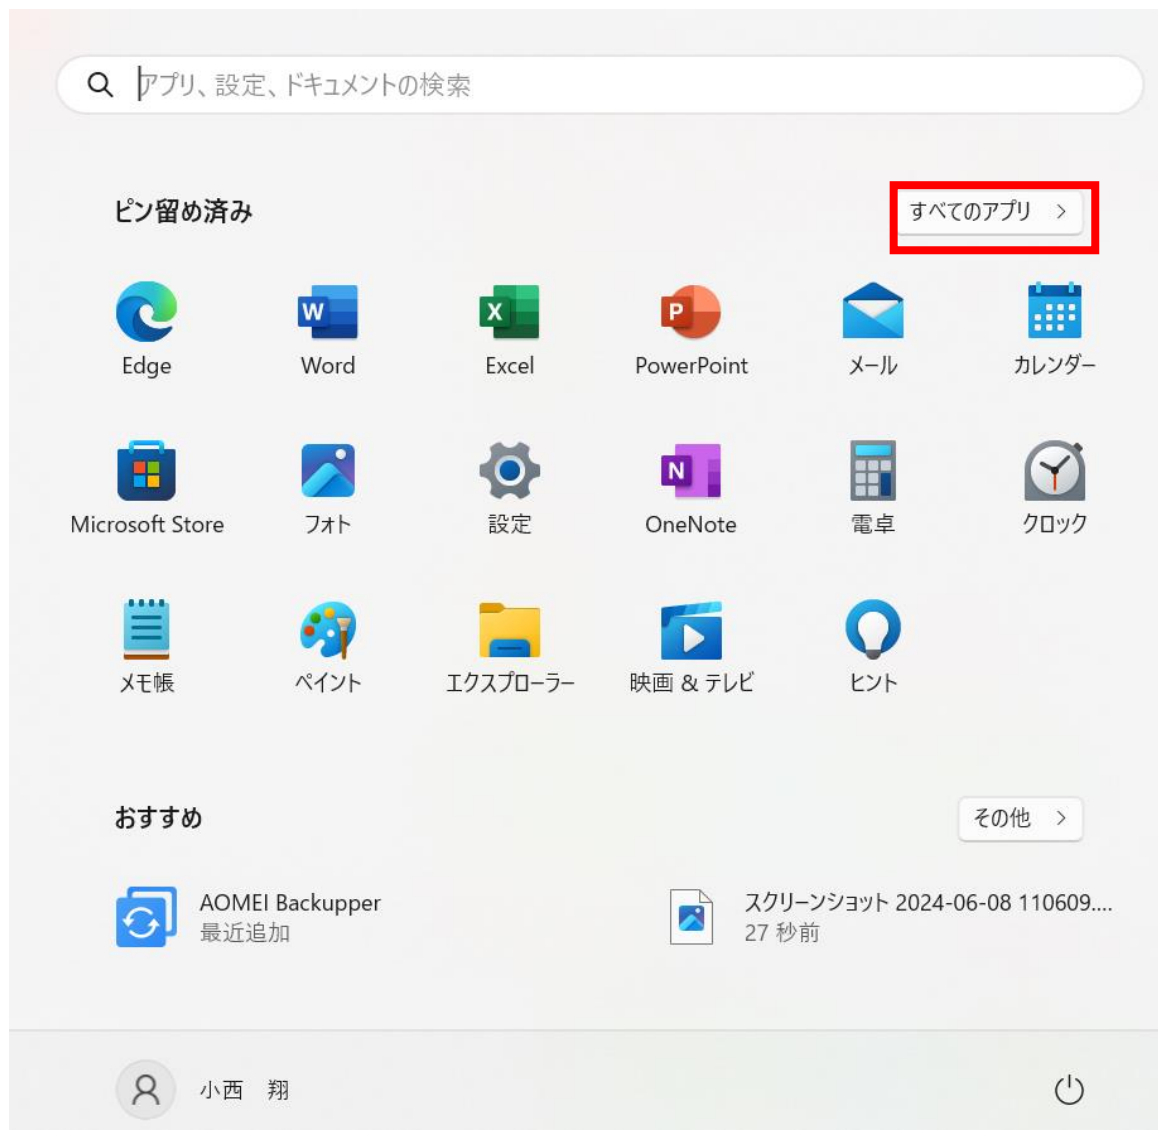 アプリ、設定、ドキュメントの検索
ピン留め済み
すべてのアプリ
Edge
Word
Excel
PowerPoint
メール
カレンダー
Microsoft Store
フォト
設定
OneNote
電卓
クロック
メモ帳
ペイント
エクスプローラー
映画 & テレビ
ヒント
おすすめ
その他
AOMEI Backupper
最近追加
スクリーンショット 2024-06-08 110609....
27 秒前
小西　翔